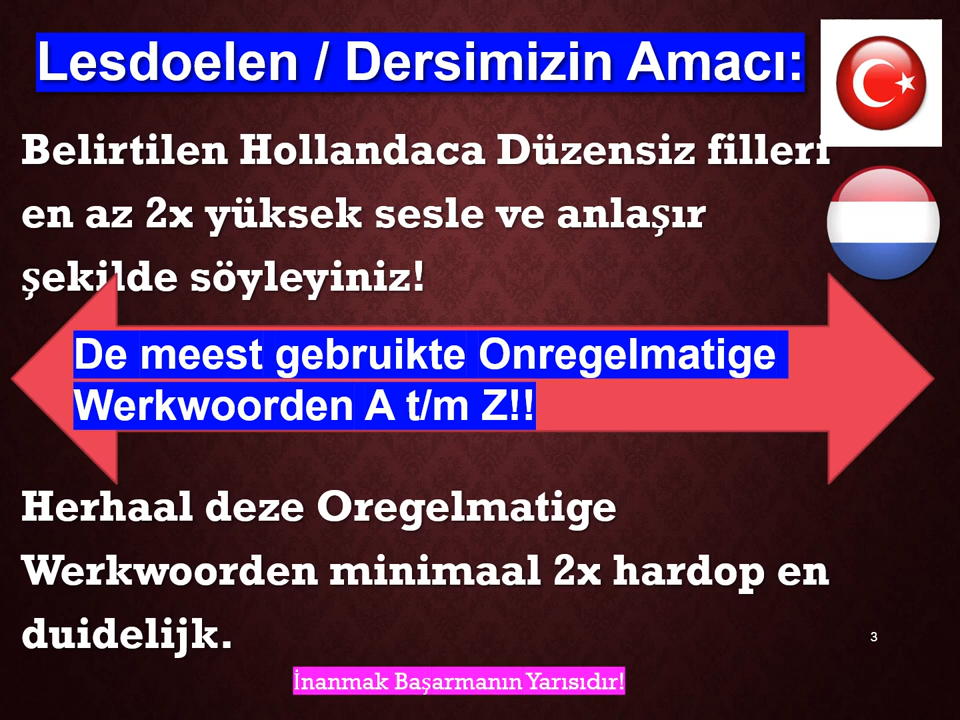 Lesdoelen / Dersimizin Amacı:
Belirtilen Hollandaca Düzensiz filleri
en az 2x yüksek sesle ve anlaşır
şekilde söyleyiniz!
De meest gebruikte Onregelmatige
Werkwoorden A t/m Z!!
Herhaal deze Oregelmatige
Werkwoorden minimaal 2x hardop en
duidelijk.
3
İnanmak Başarmanın Yarısıdır!